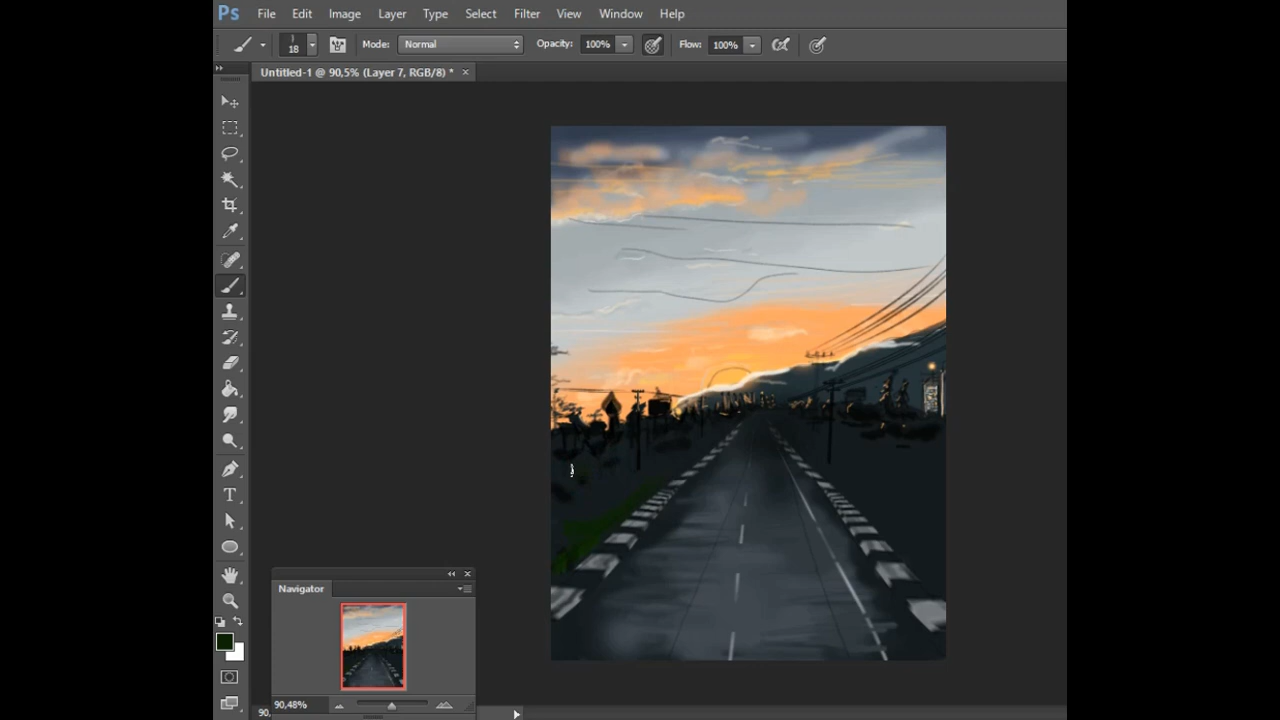 Ps File Edit Image Layer Type Select Filter View Window Help
18 Mode: Normal Opacity: 100% Flow: 100%
Untitled-1 @ 90,5% (Layer 7, RGB/8) *
T
Navigator
90,48%
90,